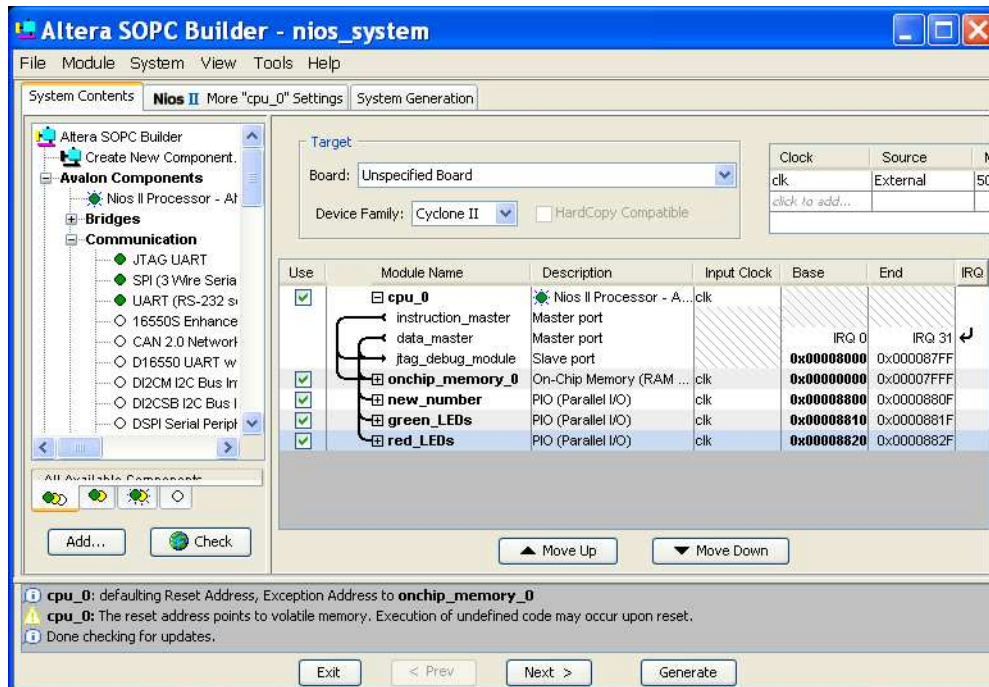 Altera SOPC Builder - nios_system
File Module System View Tools Help
System Contents Nios II More "cpu_0" Settings System Generation
Altera SOPC Builder
Create New Component.
Avalon Components
Nios II Processor - Al
Bridges
Communication
JTAG UART
SPI (3 Wire Seria
UART (RS-232 s
16550S Enhance
CAN 2.0 Network
D16550 UART w
DI2CM I2C Bus In
DI2CSB I2C Bus I
DSPI Serial Periph
All Available Components
Add... Check
Target
Board: Unspecified Board
Device Family: Cyclone II HardCopy Compatible
Clock Source M
clk External 50
click to add...
Use Module Name Description Input Clock Base End IRQ
cpu_0 Nios II Processor - A... clk
instruction_master Master port
data_master Master port IRQ 0 IRQ 31
jtag_debug_module Slave port 0x00008000 0x000087FF
onchip_memory_0 On-Chip Memory (RAM ... clk 0x00000000 0x00007FFF
new_number PIO (Parallel I/O) clk 0x00008800 0x0000880F
green_LEDs PIO (Parallel I/O) clk 0x00008810 0x0000881F
red_LEDs PIO (Parallel I/O) clk 0x00008820 0x0000882F
Move Up Move Down
cpu_0: defaulting Reset Address, Exception Address to onchip_memory_0
cpu_0: The reset address points to volatile memory. Execution of undefined code may occur upon reset.
Done checking for updates.
Exit < Prev Next > Generate